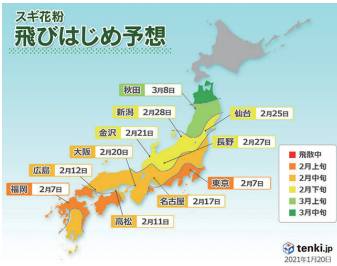 スギ花粉
飛びはじめ予想
秋田 3月8日
新潟 2月28日
仙台 2月25日
金沢 2月21日
長野 2月27日
大阪 2月20日
広島 2月12日
福岡 2月7日
東京 2月7日
名古屋 2月17日
高松 2月11日
飛散中
2月上旬
2月中旬
2月下旬
3月上旬
3月中旬
tenki.jp
2021年1月20日